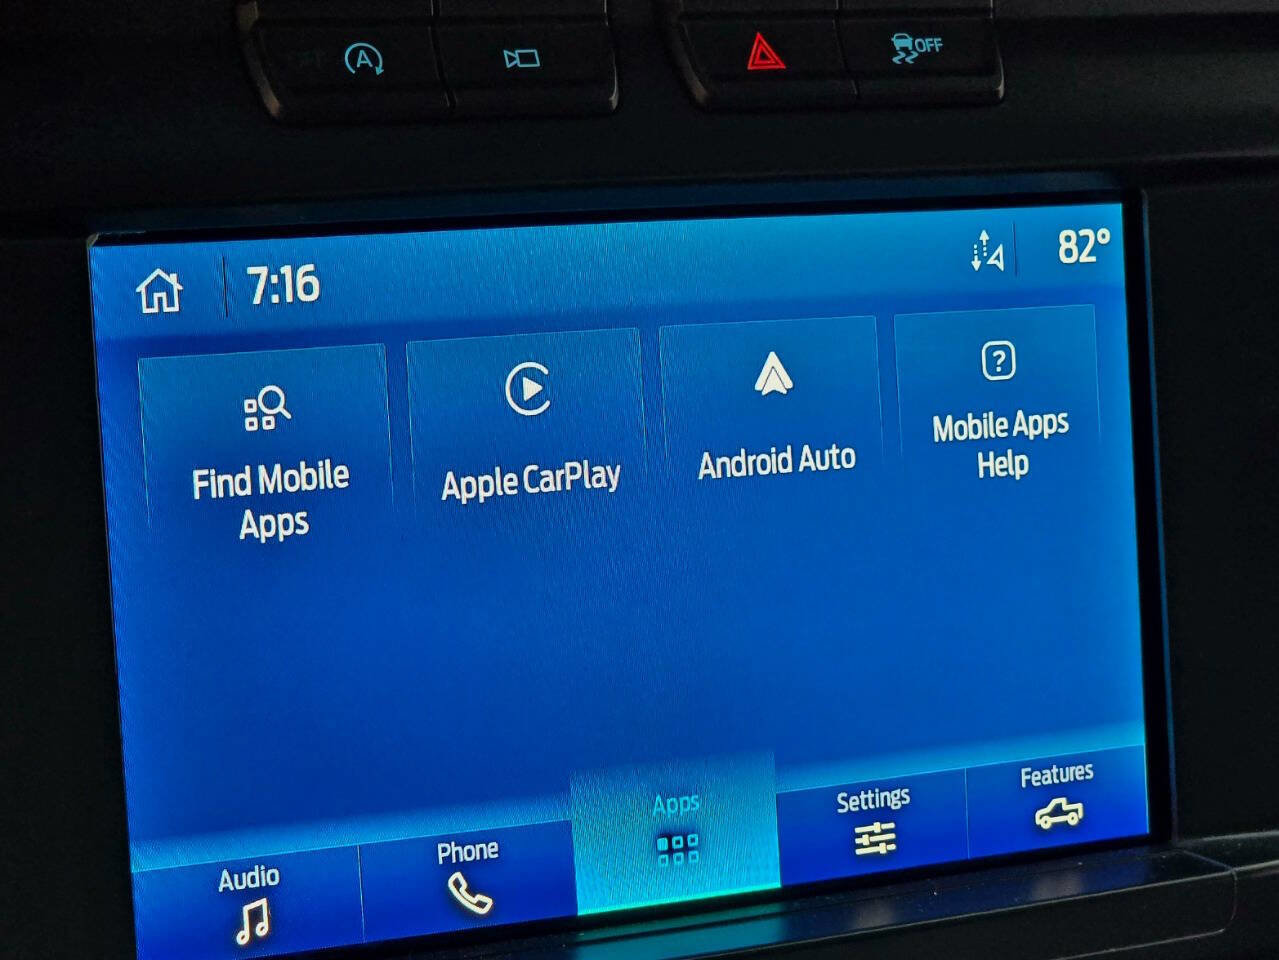 A
OFF
7:16
82°
Find Mobile
Apps
Apple CarPlay
Android Auto
?
Mobile Apps
Help
Audio
Phone
Apps
Settings
Features